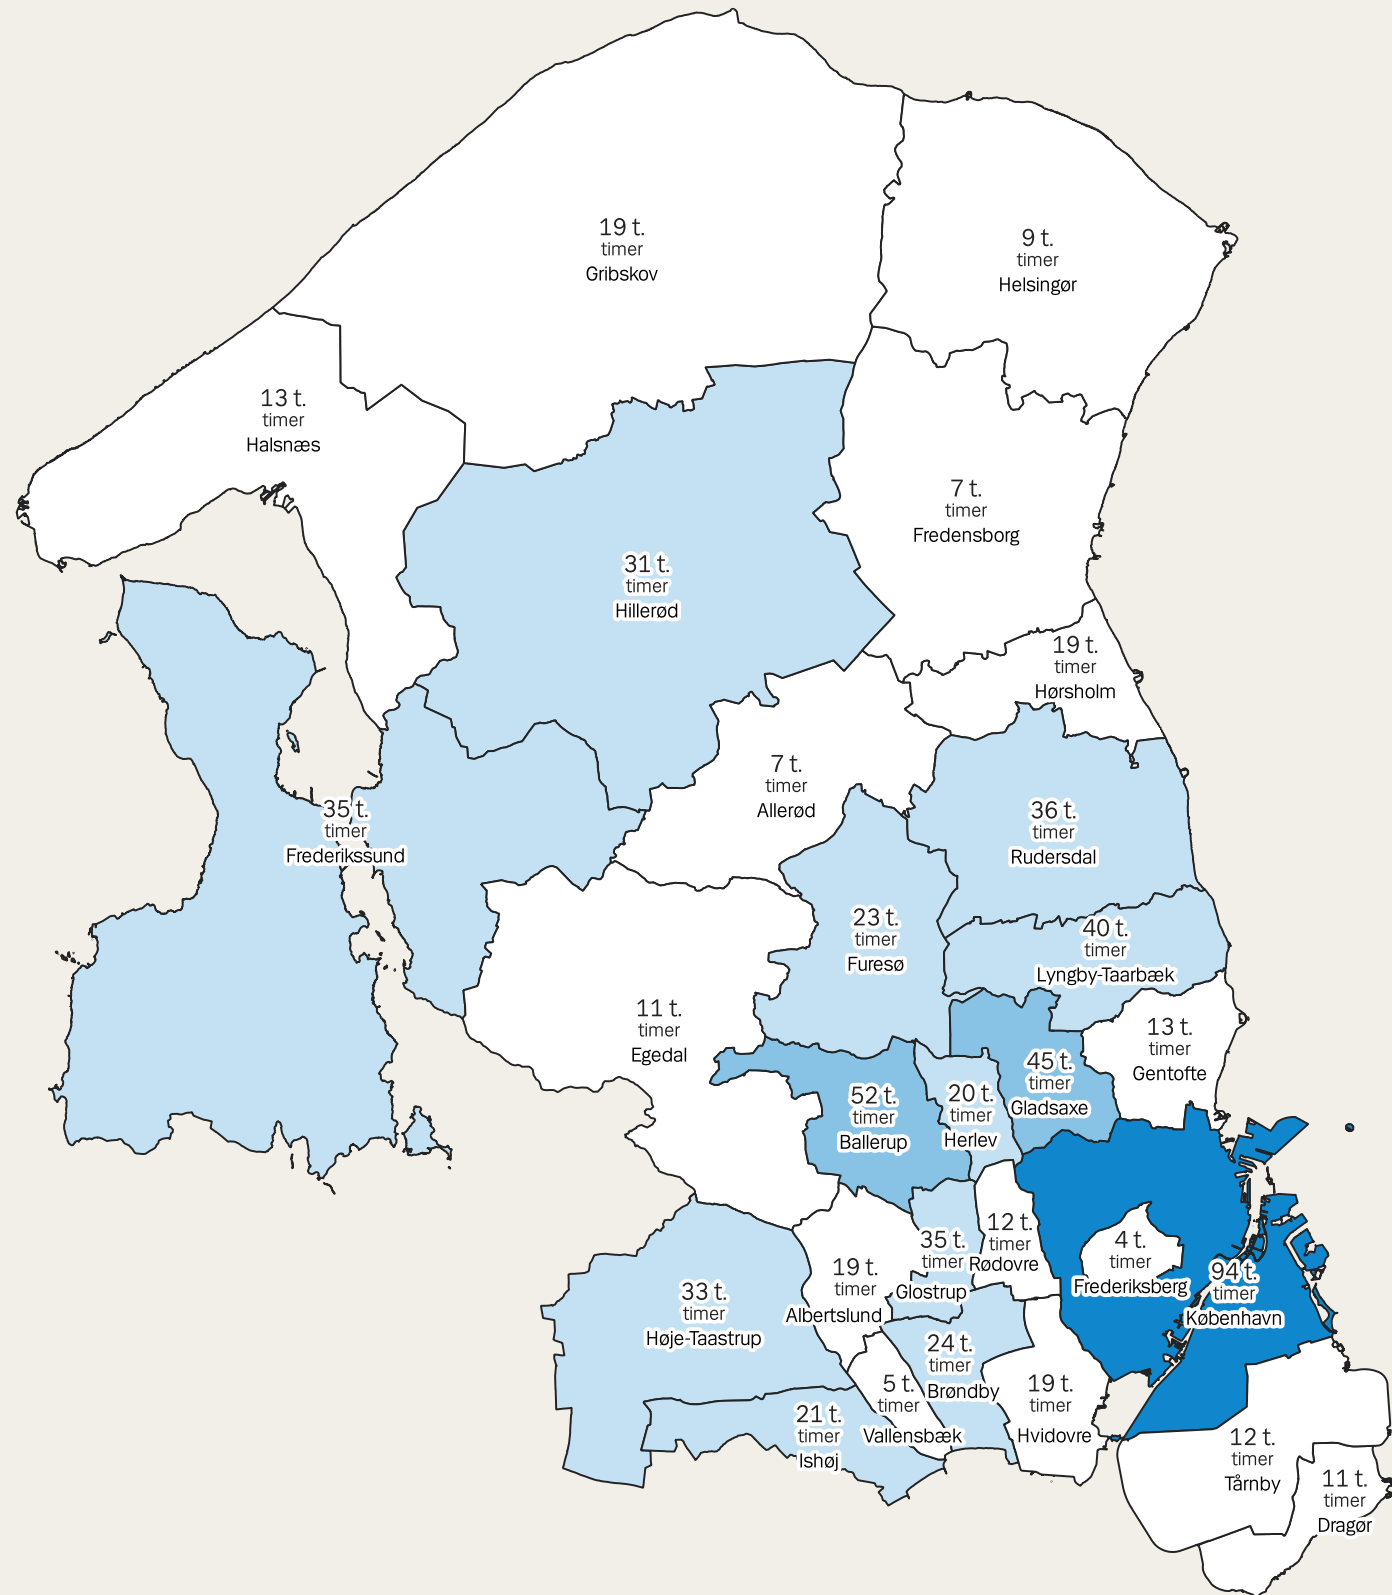 19 t.
timer
Gribskov
9 t.
timer
Helsingør
13 t.
timer
Halsnæs
7 t.
timer
Fredensborg
31 t.
timer
Hillerød
19 t.
timer
Hørsholm
7 t.
timer
Allerød
35 t.
timer
Frederikssund
36 t.
timer
Rudersdal
23 t.
timer
Furesø
40 t.
timer
Lyngby-Taarbæk
11 t.
timer
Egedal
13 t.
timer
Gentofte
45 t.
timer
Gladsaxe
52 t.
timer
Ballerup
20 t.
timer
Herlev
12 t.
timer
Rødovre
35 t.
timer
Glostrup
4 t.
timer
Frederiksberg
94 t.
timer
København
19 t.
timer
Albertslund
33 t.
timer
Høje-Taastrup
24 t.
timer
Brøndby
5 t.
timer
Vallensbæk
19 t.
timer
Hvidovre
21 t.
timer
Ishøj
12 t.
timer
Tårnby
11 t.
timer
Dragør